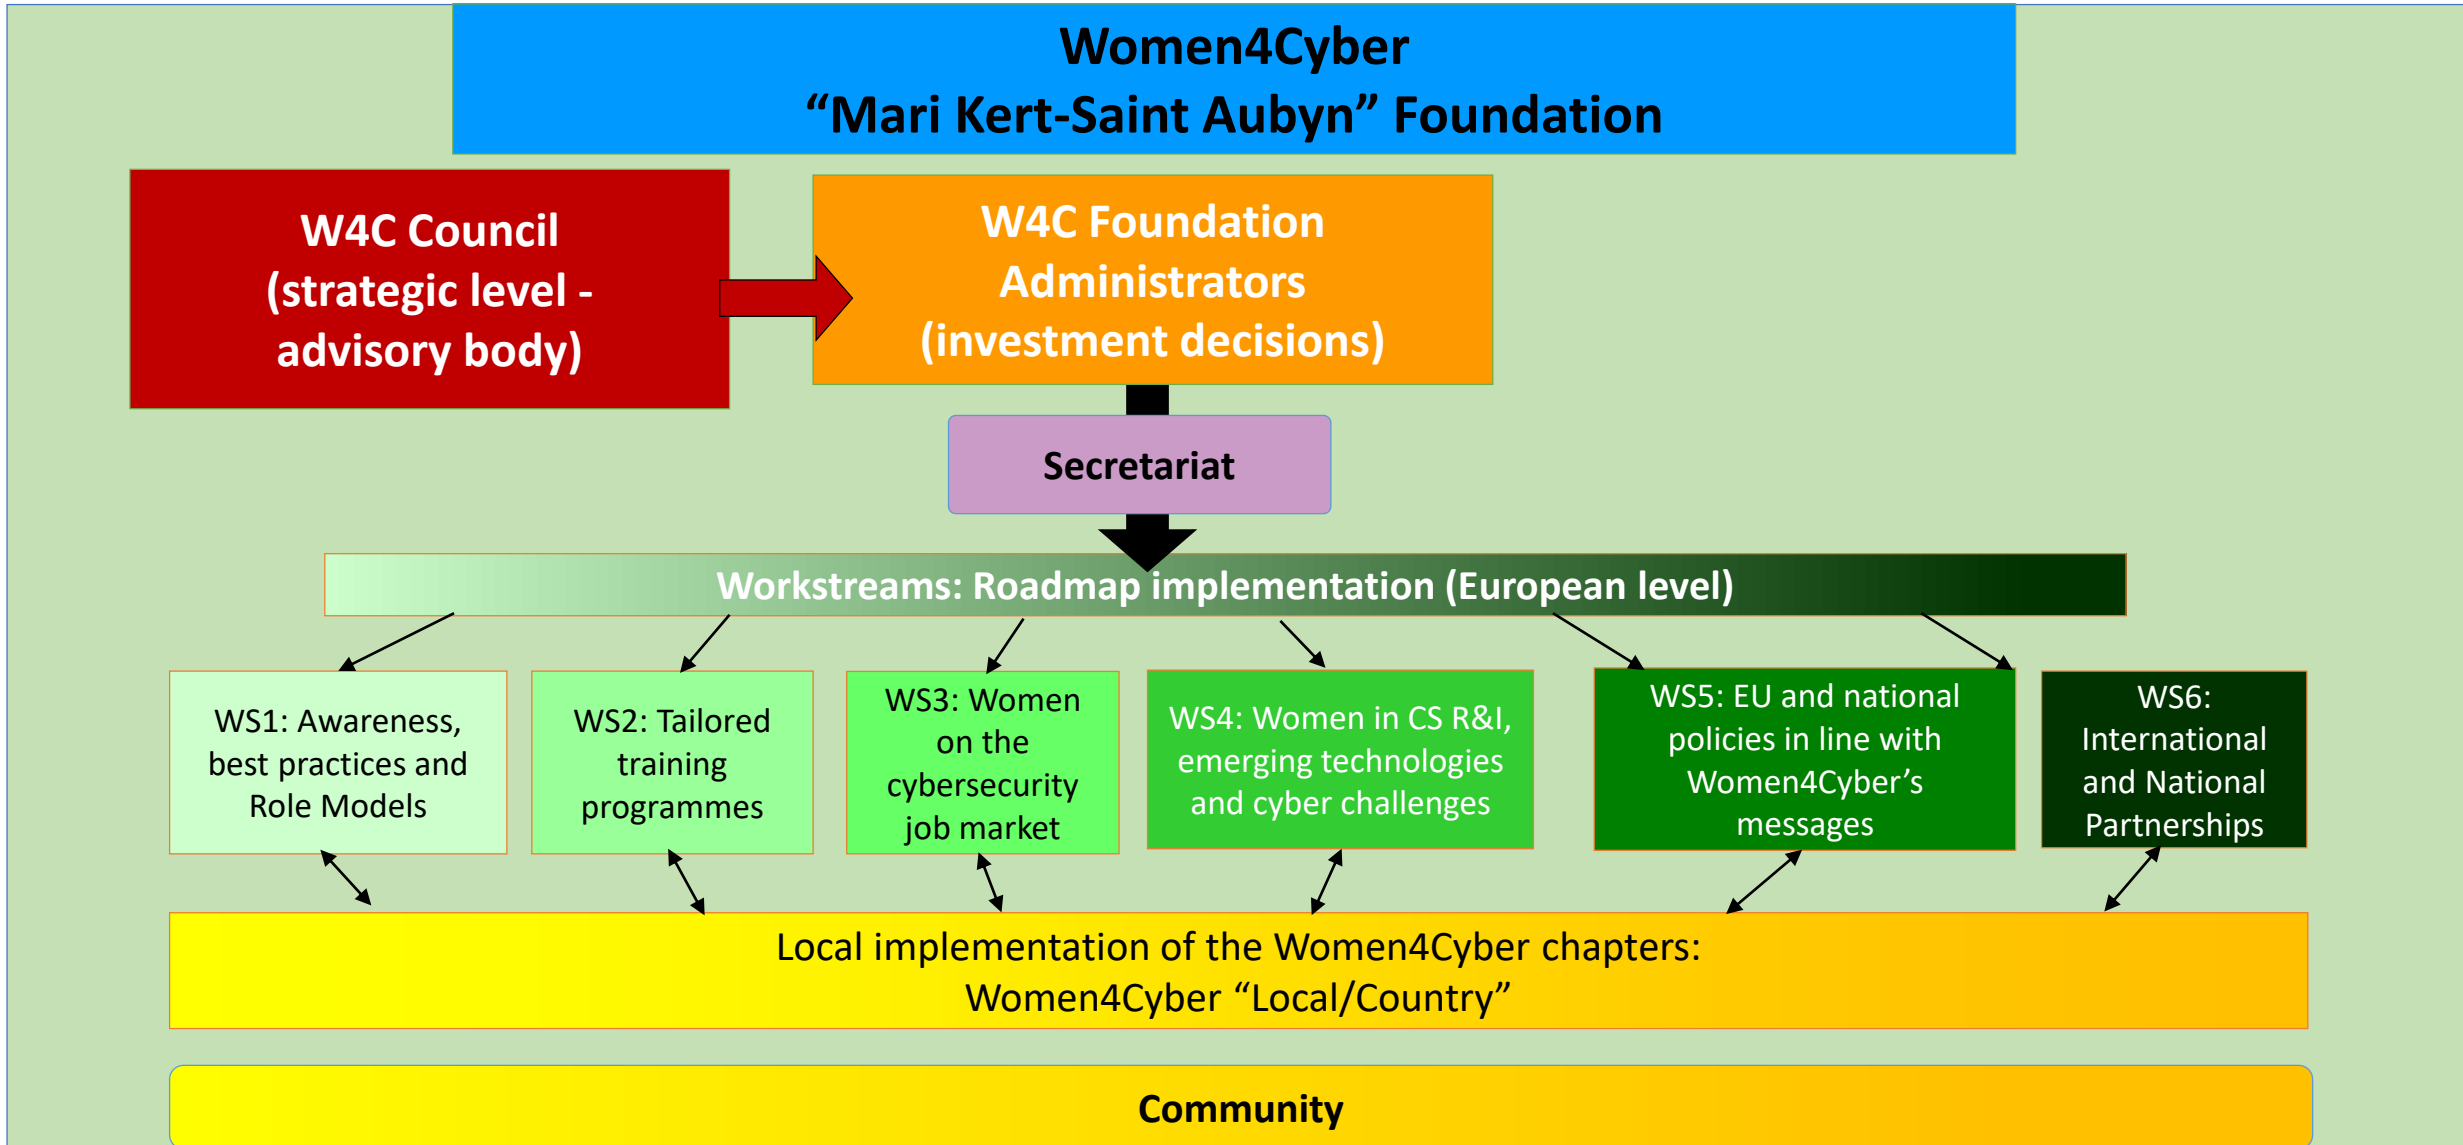 Women4Cyber
“Mari Kert-Saint Aubyn” Foundation
W4C Council
(strategic level -
advisory body)
W4C Foundation
Administrators
(investment decisions)
Secretariat
Workstreams: Roadmap implementation (European level)
WS1: Awareness,
best practices and
Role Models
WS2: Tailored
training
programmes
WS3: Women
on the
cybersecurity
job market
WS4: Women in CS R&I,
emerging technologies
and cyber challenges
WS5: EU and national
policies in line with
Women4Cyber’s
messages
WS6:
International
and National
Partnerships
Local implementation of the Women4Cyber chapters:
Women4Cyber “Local/Country”
Community